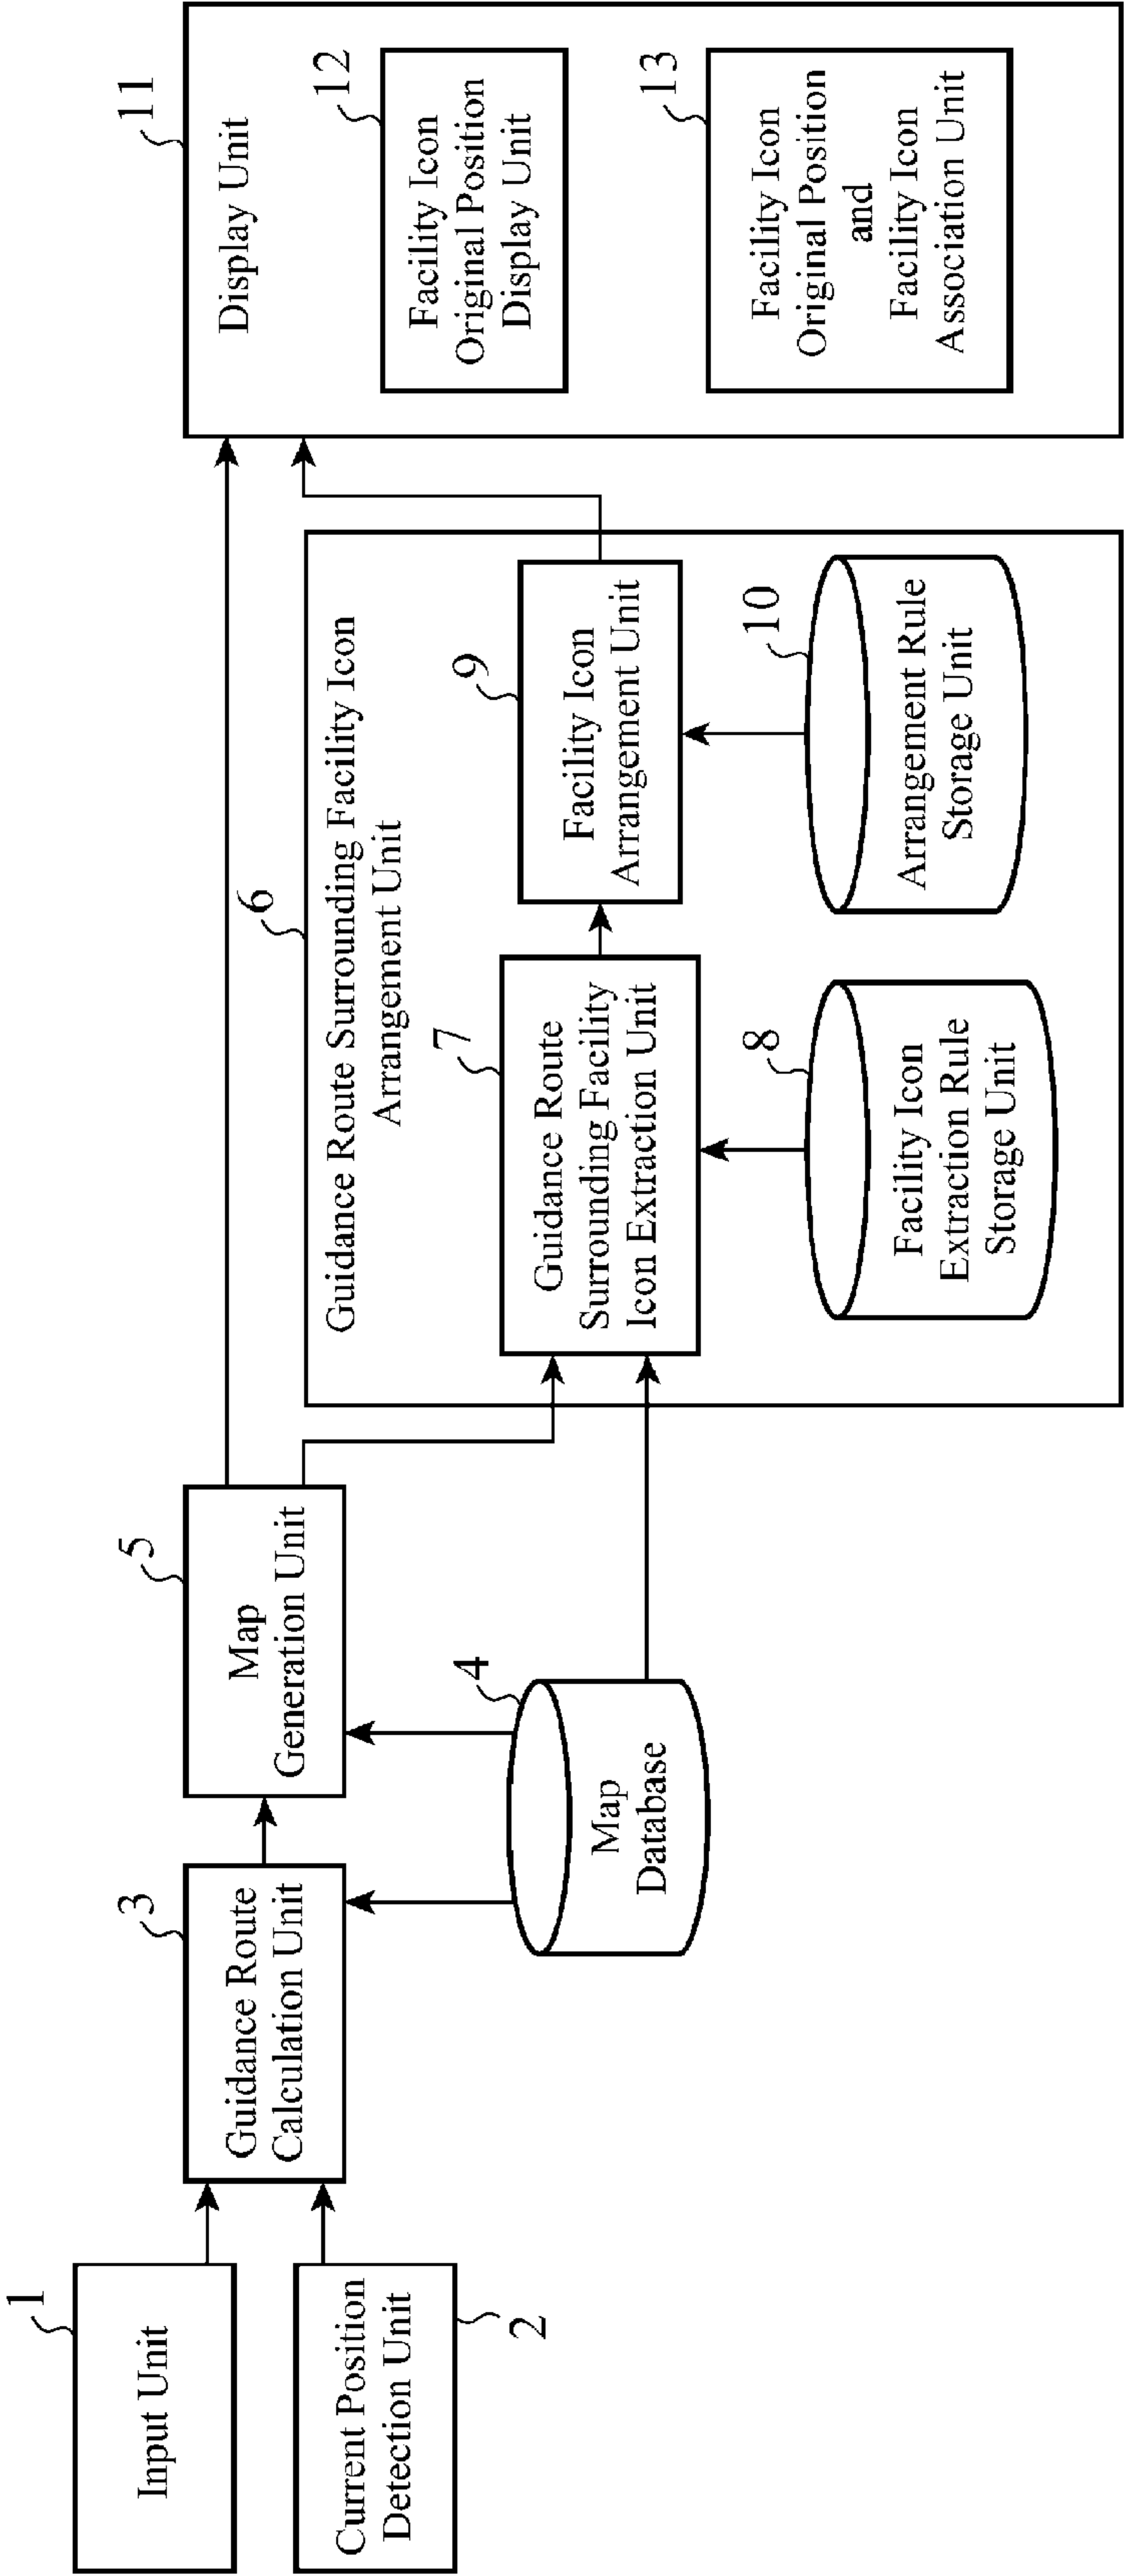 1
Input Unit
2
Current Position
Detection Unit
3
Guidance Route
Calculation Unit
4
Map
Database
5
Map
Generation Unit
6
Guidance Route Surrounding Facility Icon
Arrangement Unit
7
Guidance Route
Surrounding Facility
Icon Extraction Unit
8
Facility Icon
Extraction Rule
Storage Unit
9
Facility Icon
Arrangement Unit
10
Arrangement Rule
Storage Unit
11
Display Unit
12
Facility Icon
Original Position
Display Unit
13
Facility Icon
Original Position
and
Facility Icon
Association Unit